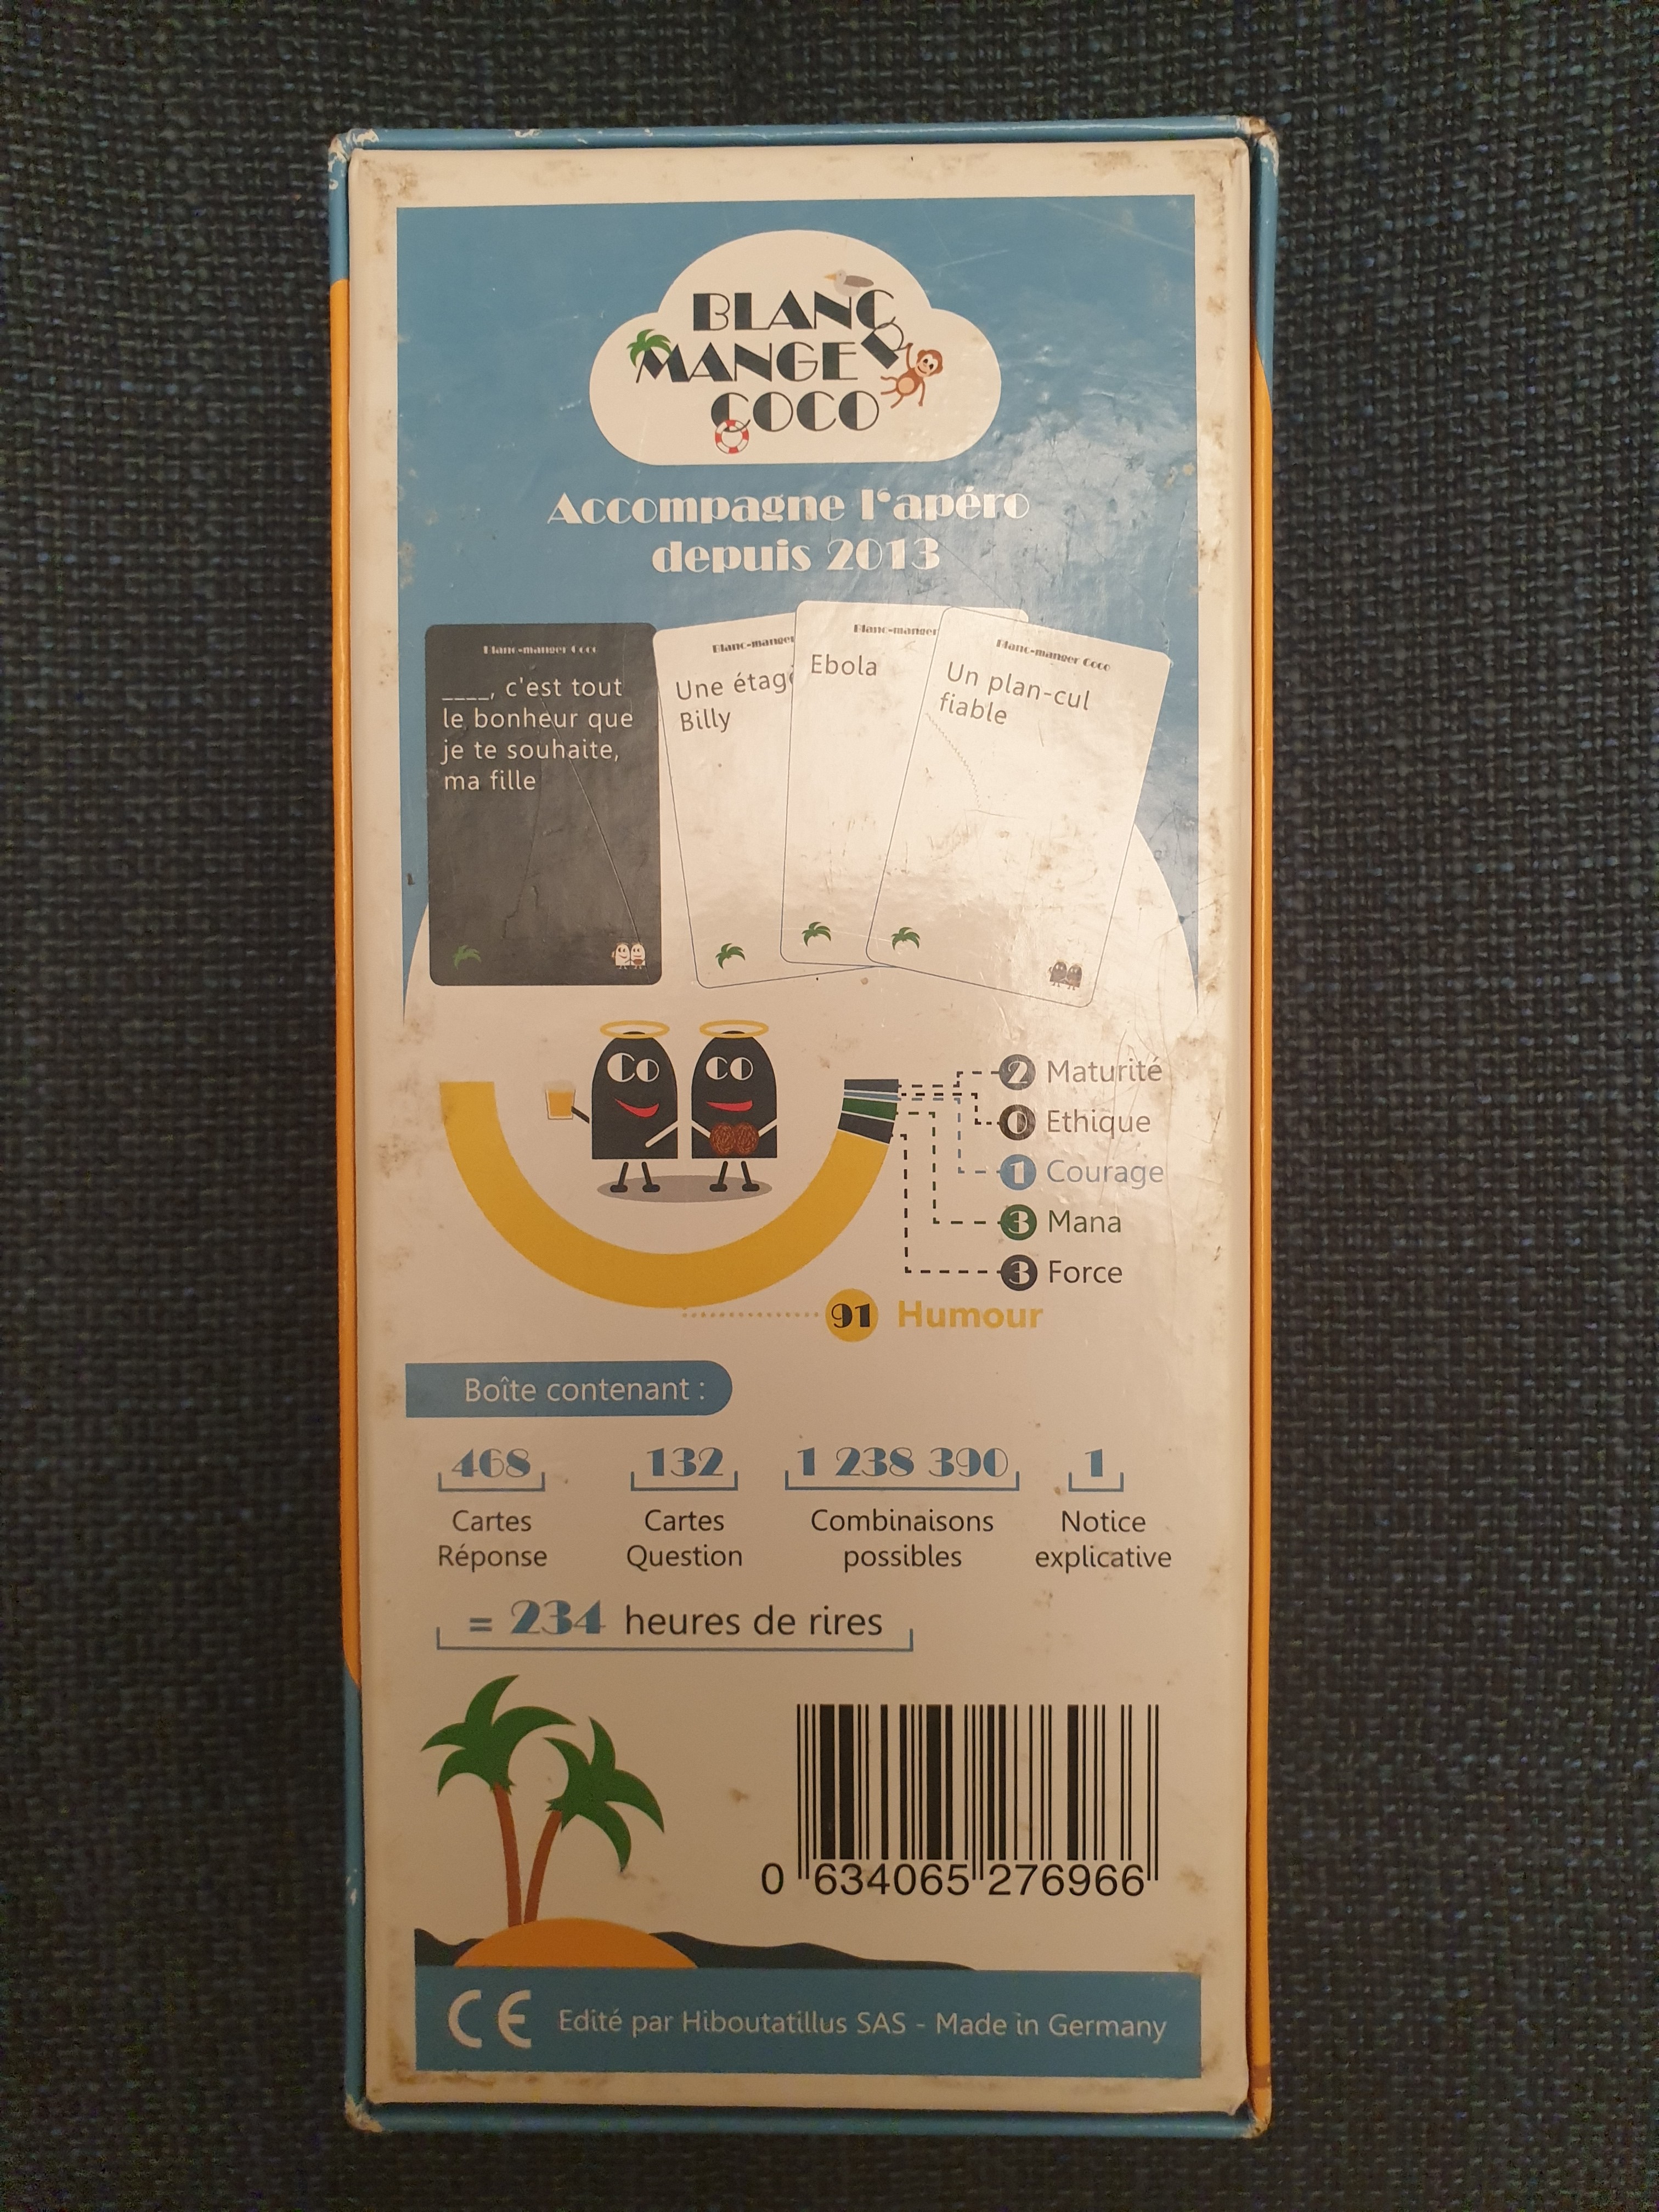 BLANC
MANGER
COCO
Accompagne l'apéro
depuis 2013
Blanc-manger Coco
____, c'est tout
le bonheur que
je te souhaite,
ma fille
Blanc-manger
Une
Billy
Blanc-manger
Ebola
Blanc-manger Coco
Un plan-cul
fiable
Co
CO
2 Maturité
0 Ethique
1 Courage
3 Mana
3 Force
91 Humour
Boîte contenant :
468 132 1 238 390 1
Cartes Cartes Combinaisons Notice
Réponse Question possibles explicative
= 234 heures de rires
0 634065 276966
CE Edité par Hiboutatillus SAS - Made in Germany